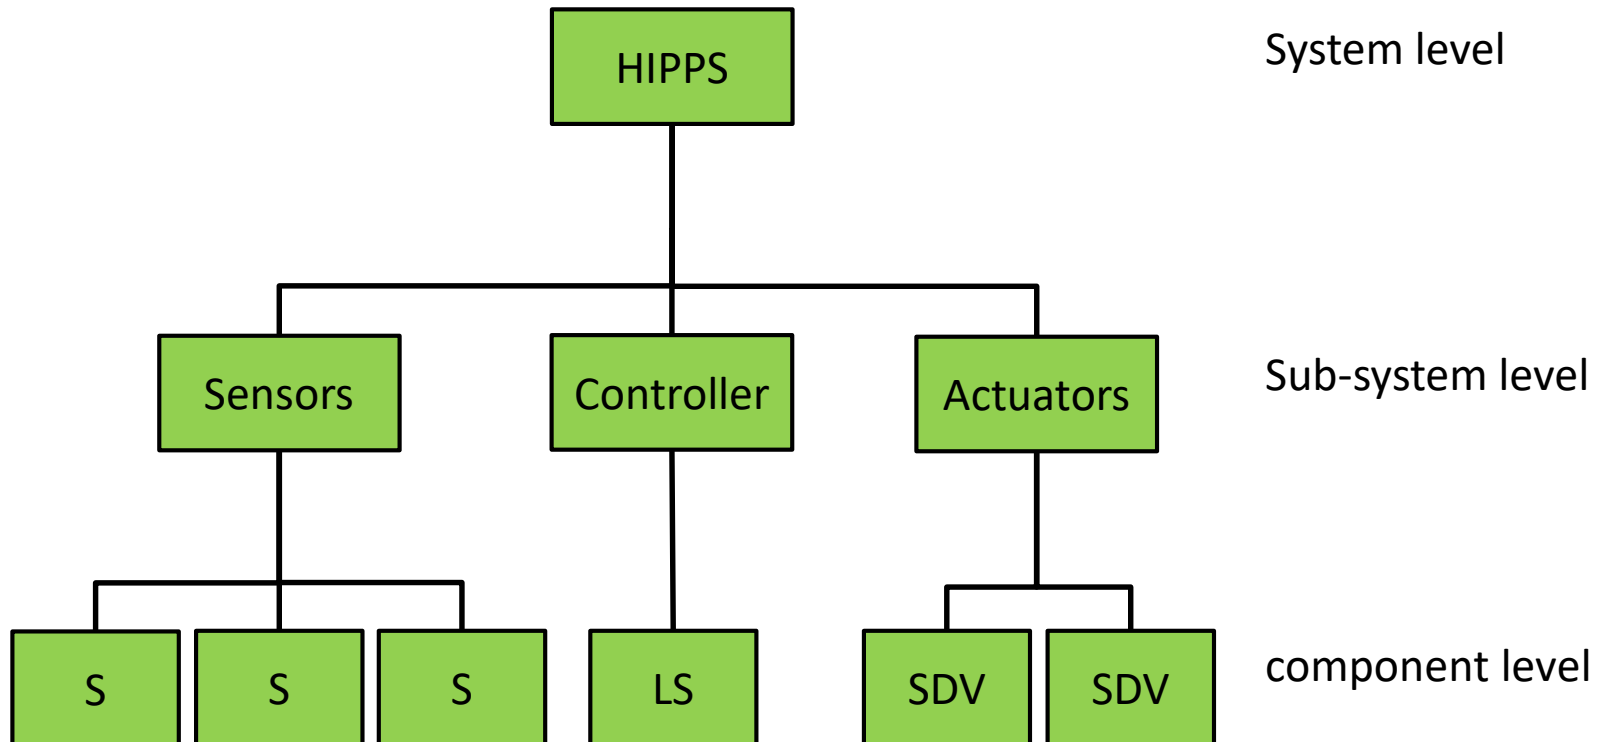 HIPPS
System level
Sensors
Controller
Actuators
Sub-system level
S
S
S
LS
SDV
SDV
component level